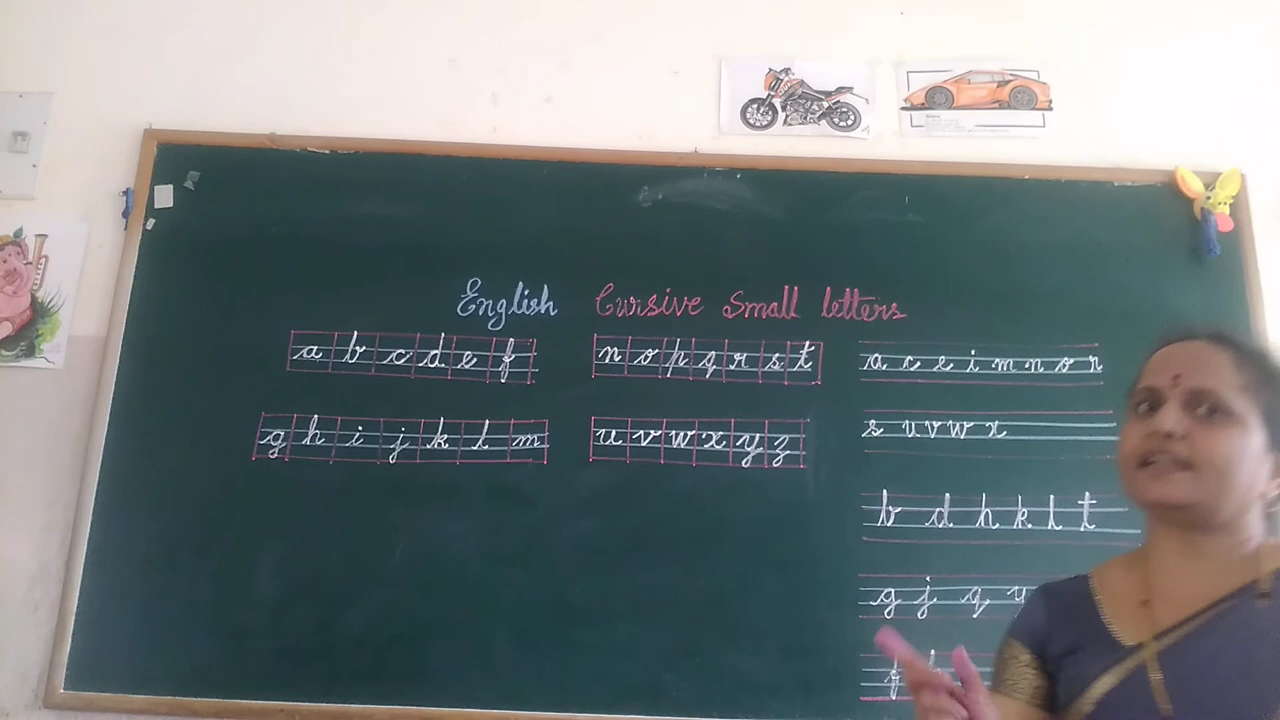 English Cursive Small letters
a b c d e f
g h i j k l m
n o p q r s t
u v w x y z
a c e i m n o r
s u v w x
b d h k l t
g j q y
f